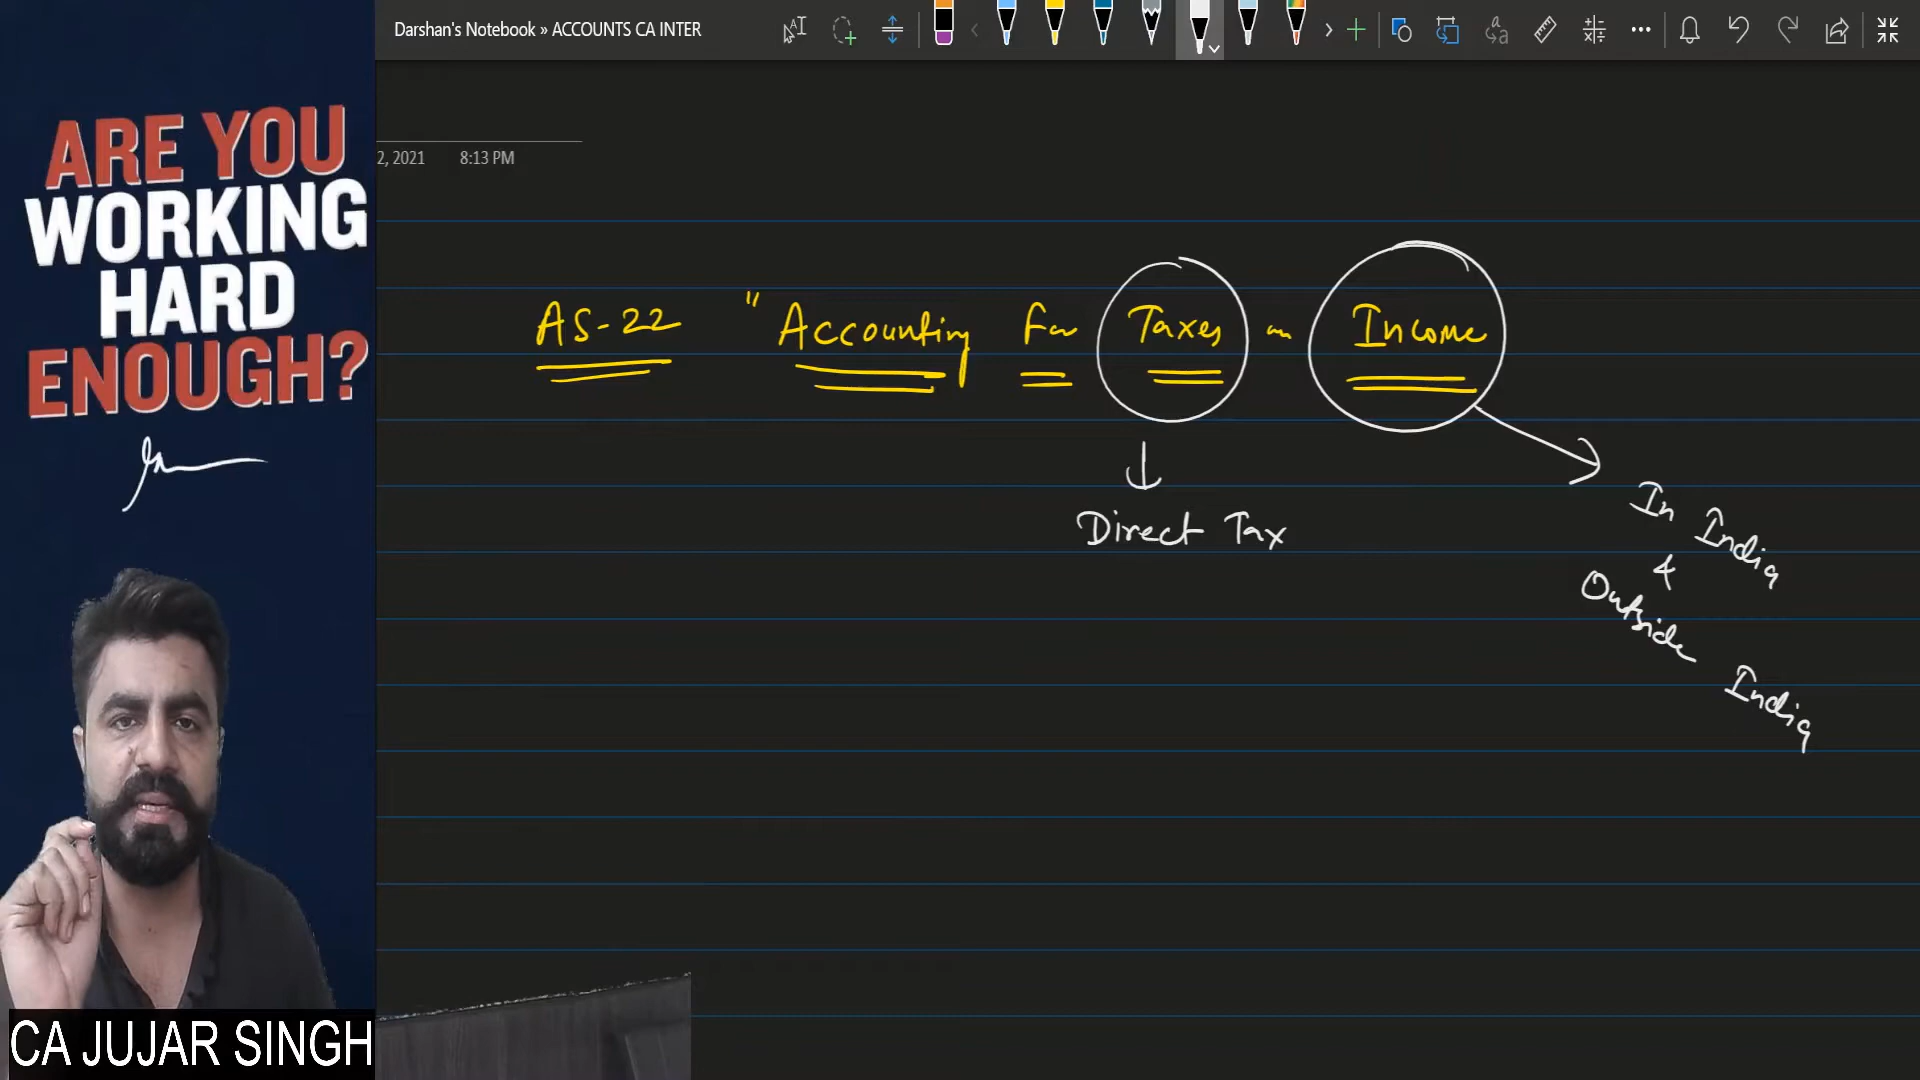 Darshan's Notebook » ACCOUNTS CA INTER
2, 2021 8:13 PM
ARE YOU
WORKING
HARD
ENOUGH?
AS-22 " Accounting for Taxes on Income
Direct Tax
In India
&
Outside India
CA JUJAR SINGH